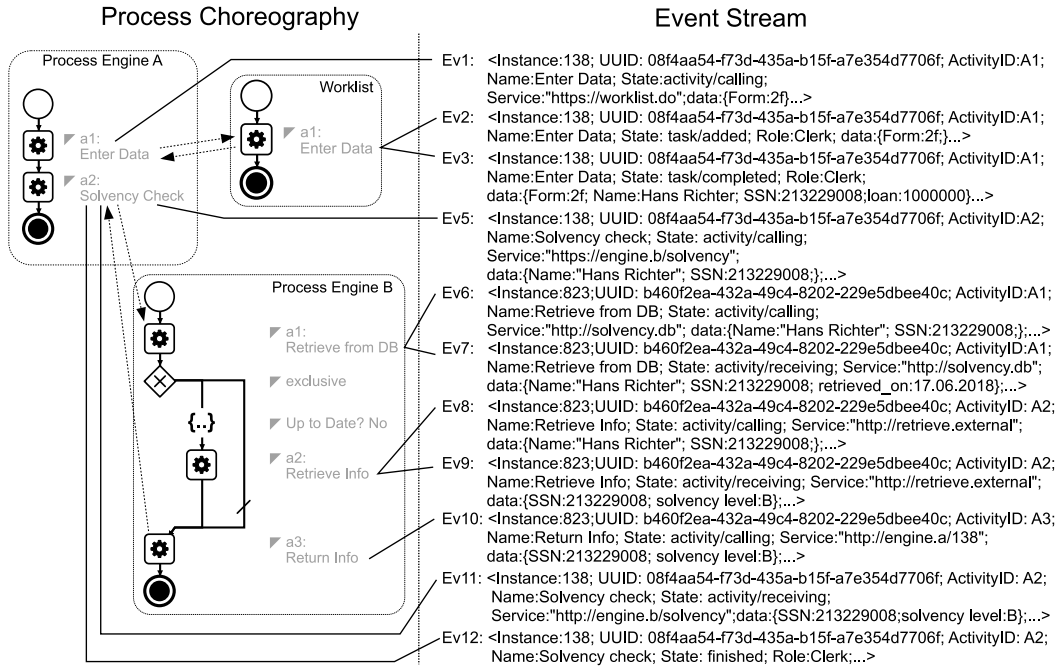 Process Choreography
Event Stream
Process Engine A
a1:
Enter Data
a2:
Solvency Check
Worklist
a1:
Enter Data
Process Engine B
a1:
Retrieve from DB
exclusive
{..}
Up to Date? No
a2:
Retrieve Info
a3:
Return Info
Ev1: <Instance:138; UUID: 08f4aa54-f73d-435a-b15f-a7e354d7706f; ActivityID:A1;
Name:Enter Data; State:activity/calling;
Service:"https://worklist.do";data:{Form:2f}...>
Ev2: <Instance:138; UUID: 08f4aa54-f73d-435a-b15f-a7e354d7706f; ActivityID:A1;
Name:Enter Data; State: task/added; Role:Clerk; data:{Form:2f;}...>
Ev3: <Instance:138; UUID: 08f4aa54-f73d-435a-b15f-a7e354d7706f; ActivityID:A1;
Name:Enter Data; State: task/completed; Role:Clerk;
data:{Form:2f; Name:Hans Richter; SSN:213229008;loan:1000000}...>
Ev5: <Instance:138; UUID: 08f4aa54-f73d-435a-b15f-a7e354d7706f; ActivityID:A2;
Name:Solvency check; State: activity/calling;
Service:"https://engine.b/solvency";
data:{Name:"Hans Richter"; SSN:213229008;};...>
Ev6: <Instance:823;UUID: b460f2ea-432a-49c4-8202-229e5dbee40c; ActivityID:A1;
Name:Retrieve from DB; State: activity/calling;
Service:"http://solvency.db"; data:{Name:"Hans Richter"; SSN:213229008;};...>
Ev7: <Instance:823;UUID: b460f2ea-432a-49c4-8202-229e5dbee40c; ActivityID:A1;
Name:Retrieve from DB; State: activity/receiving; Service:"http://solvency.db";
data:{Name:"Hans Richter"; SSN:213229008; retrieved_on:17.06.2018};...>
Ev8: <Instance:823;UUID: b460f2ea-432a-49c4-8202-229e5dbee40c; ActivityID: A2;
Name:Retrieve Info; State: activity/calling; Service:"http://retrieve.external";
data:{Name:"Hans Richter"; SSN:213229008;};...>
Ev9: <Instance:823;UUID: b460f2ea-432a-49c4-8202-229e5dbee40c; ActivityID: A2;
Name:Retrieve Info; State: activity/receiving; Service:"http://retrieve.external";
data:{SSN:213229008; solvency level:B};...>
Ev10: <Instance:823;UUID: b460f2ea-432a-49c4-8202-229e5dbee40c; ActivityID: A3;
Name:Return Info; State: activity/calling; Service:"http://engine.a/138";
data:{SSN:213229008; solvency level:B};...>
Ev11: <Instance:138; UUID: 08f4aa54-f73d-435a-b15f-a7e354d7706f; ActivityID: A2;
Name:Solvency check; State: activity/receiving;
Service:"http://engine.b/solvency";data:{SSN:213229008;solvency level:B};...>
Ev12: <Instance:138; UUID: 08f4aa54-f73d-435a-b15f-a7e354d7706f; ActivityID: A2;
Name:Solvency check; State: finished; Role:Clerk;...>